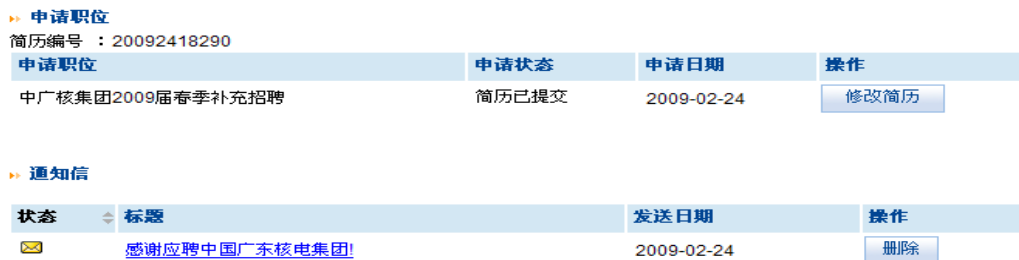 申请职位
简历编号 ：20092418290
申请职位 申请状态 申请日期 操作
中广核集团2009届春季补充招聘 简历已提交 2009-02-24 修改简历
通知信
状态 标题 发送日期 操作
感谢应聘中国广东核电集团! 2009-02-24 删除